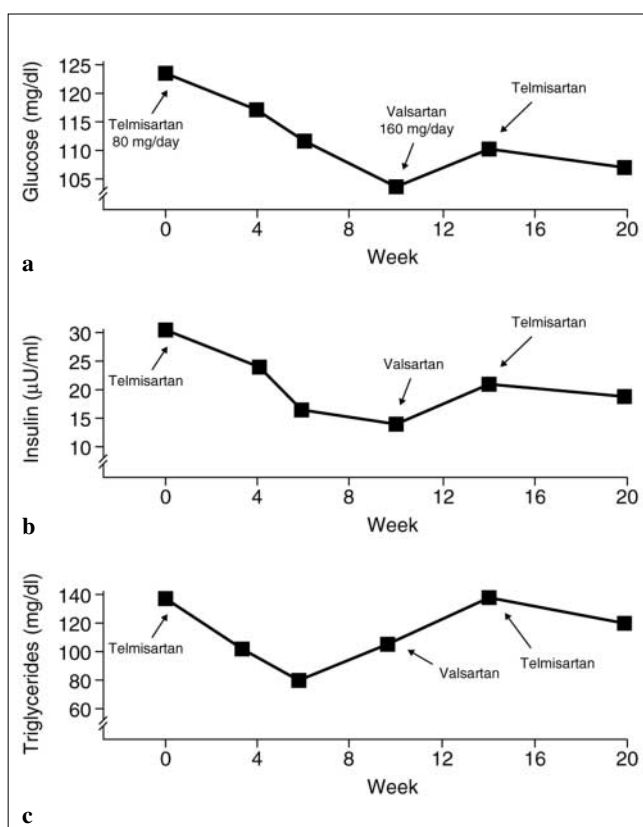 125
120
115
110
105
Glucose (mg/dl)
Telmisartan
80 mg/day
Valsartan
160 mg/day
Telmisartan
0 4 8 12 16 20
Week
a
30
25
20
15
10
Insulin (µU/ml)
Telmisartan
Valsartan
Telmisartan
0 4 8 12 16 20
Week
b
140
120
100
80
60
Triglycerides (mg/dl)
Telmisartan
Valsartan
Telmisartan
0 4 8 12 16 20
Week
c